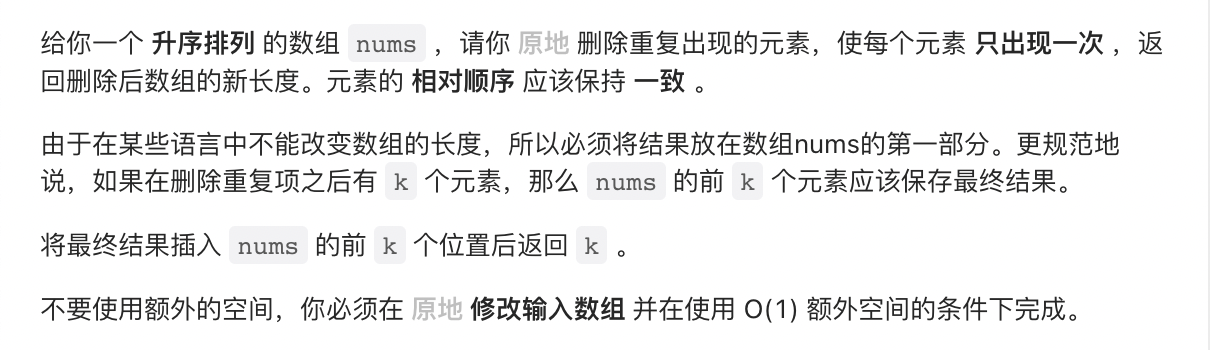 给你一个 升序排列 的数组 nums ，请你 原地 删除重复出现的元素，使每个元素 只出现一次 ，返
回删除后数组的新长度。元素的 相对顺序 应该保持 一致 。
由于在某些语言中不能改变数组的长度，所以必须将结果放在数组nums的第一部分。更规范地
说，如果在删除重复项之后有 k 个元素，那么 nums 的前 k 个元素应该保存最终结果。
将最终结果插入 nums 的前 k 个位置后返回 k 。
不要使用额外的空间，你必须在 原地 修改输入数组 并在使用 O(1) 额外空间的条件下完成。